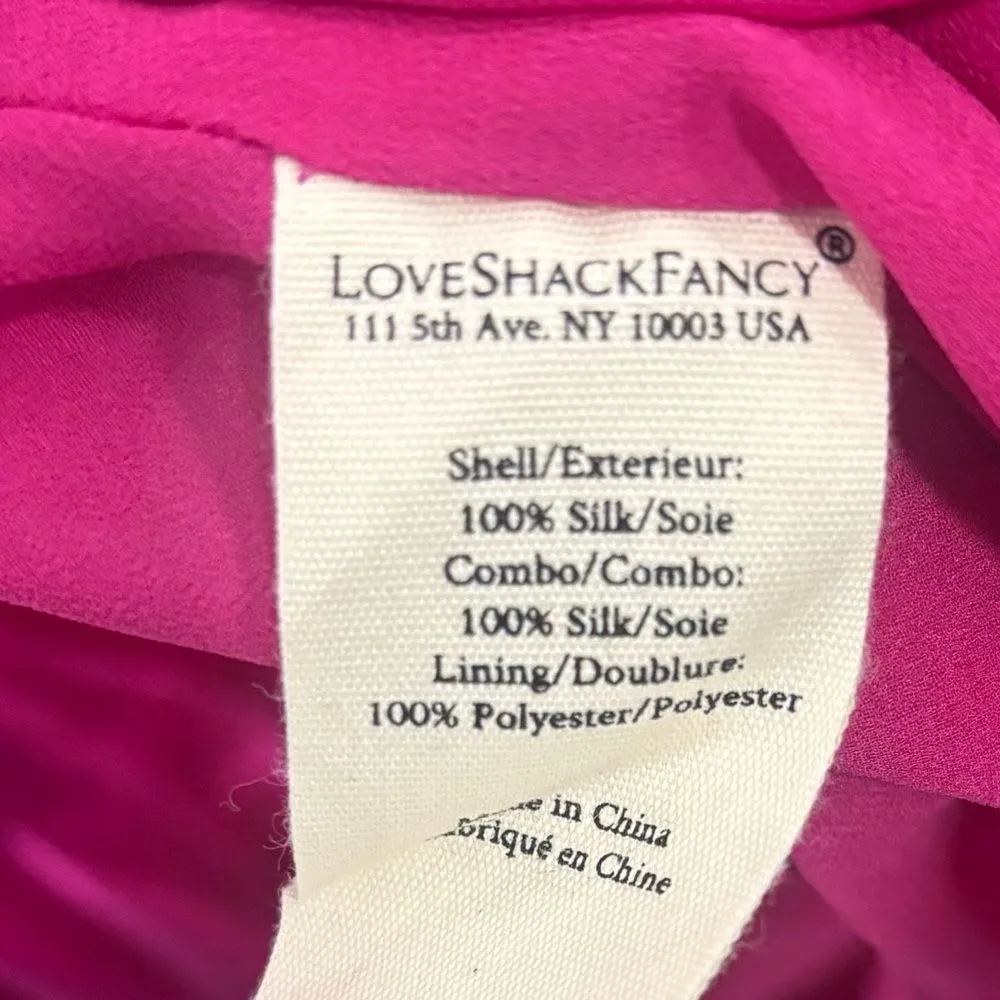 LOVESHACKFANCY®
111 5th Ave. NY 10003 USA
Shell/Exterieur:
100% Silk/Soie
Combo/Combo:
100% Silk/Soie
Lining/Doublure:
100% Polyester/Polyester
in China
en Chine